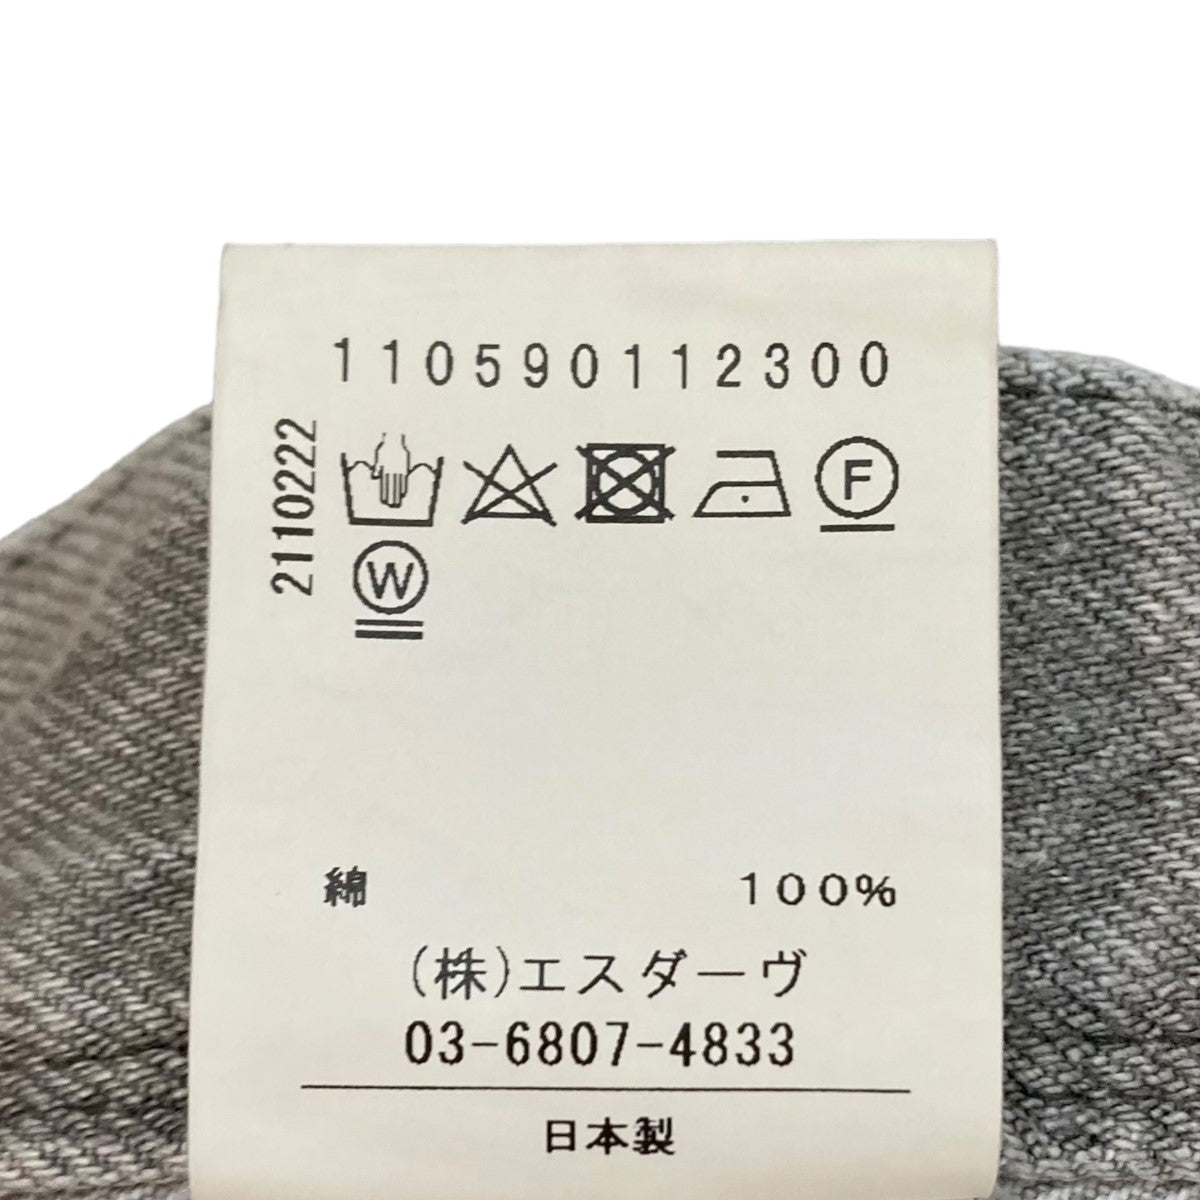 110590112300
2110222
F
W
綿 100%
(株)エスダーヴ
03-6807-4833
日本製